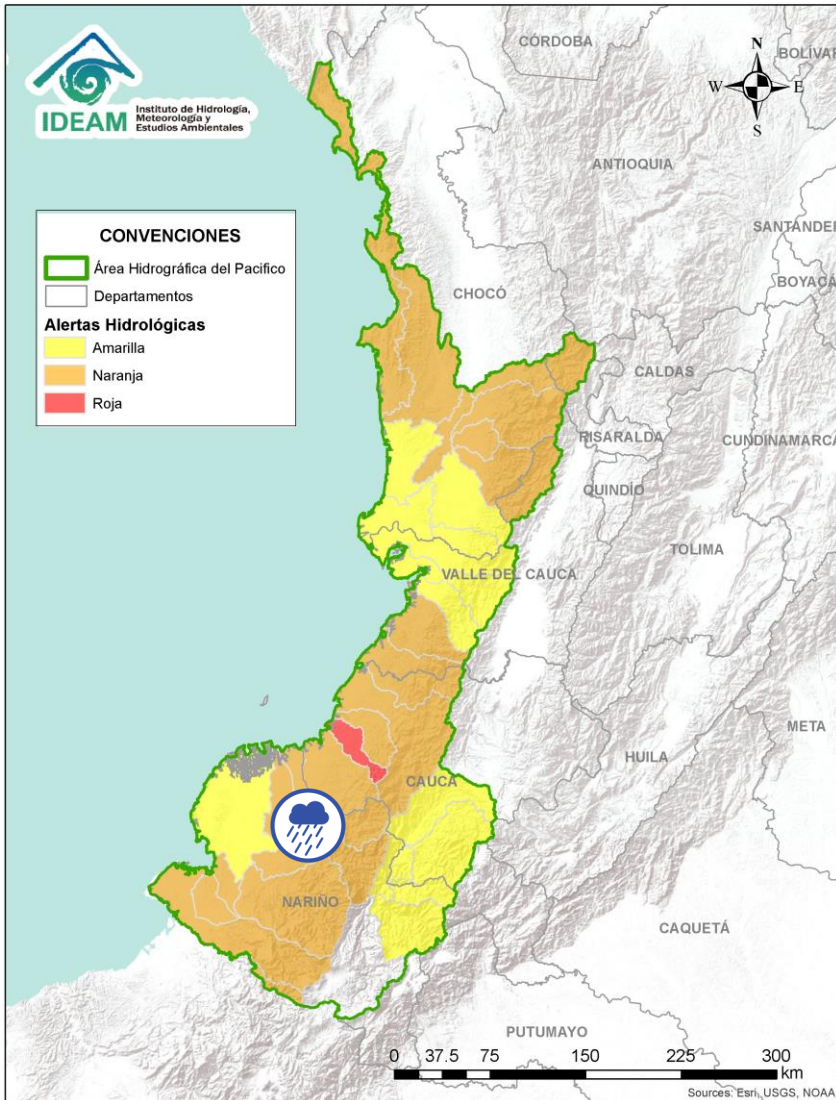 IDEAM
Instituto de Hidrología,
Meteorología y
Estudios Ambientales
CÓRDOBA
BOLÍVAR
N
W
E
S
ANTIOQUIA
SANTANDER
BOYACÁ
CONVENCIONES
Área Hidrográfica del Pacifico
Departamentos
Alertas Hidrológicas
Amarilla
Naranja
Roja
CHOCÓ
CALDAS
RISARALDA
CUNDINAMARCA
QUINDÍO
TOLIMA
VALLE DEL CAUCA
META
HUILA
CAUCA
NARIÑO
CAQUETÁ
PUTUMAYO
0 37.5 75 150 225 300
km
Sources: Esri, USGS, NOAA